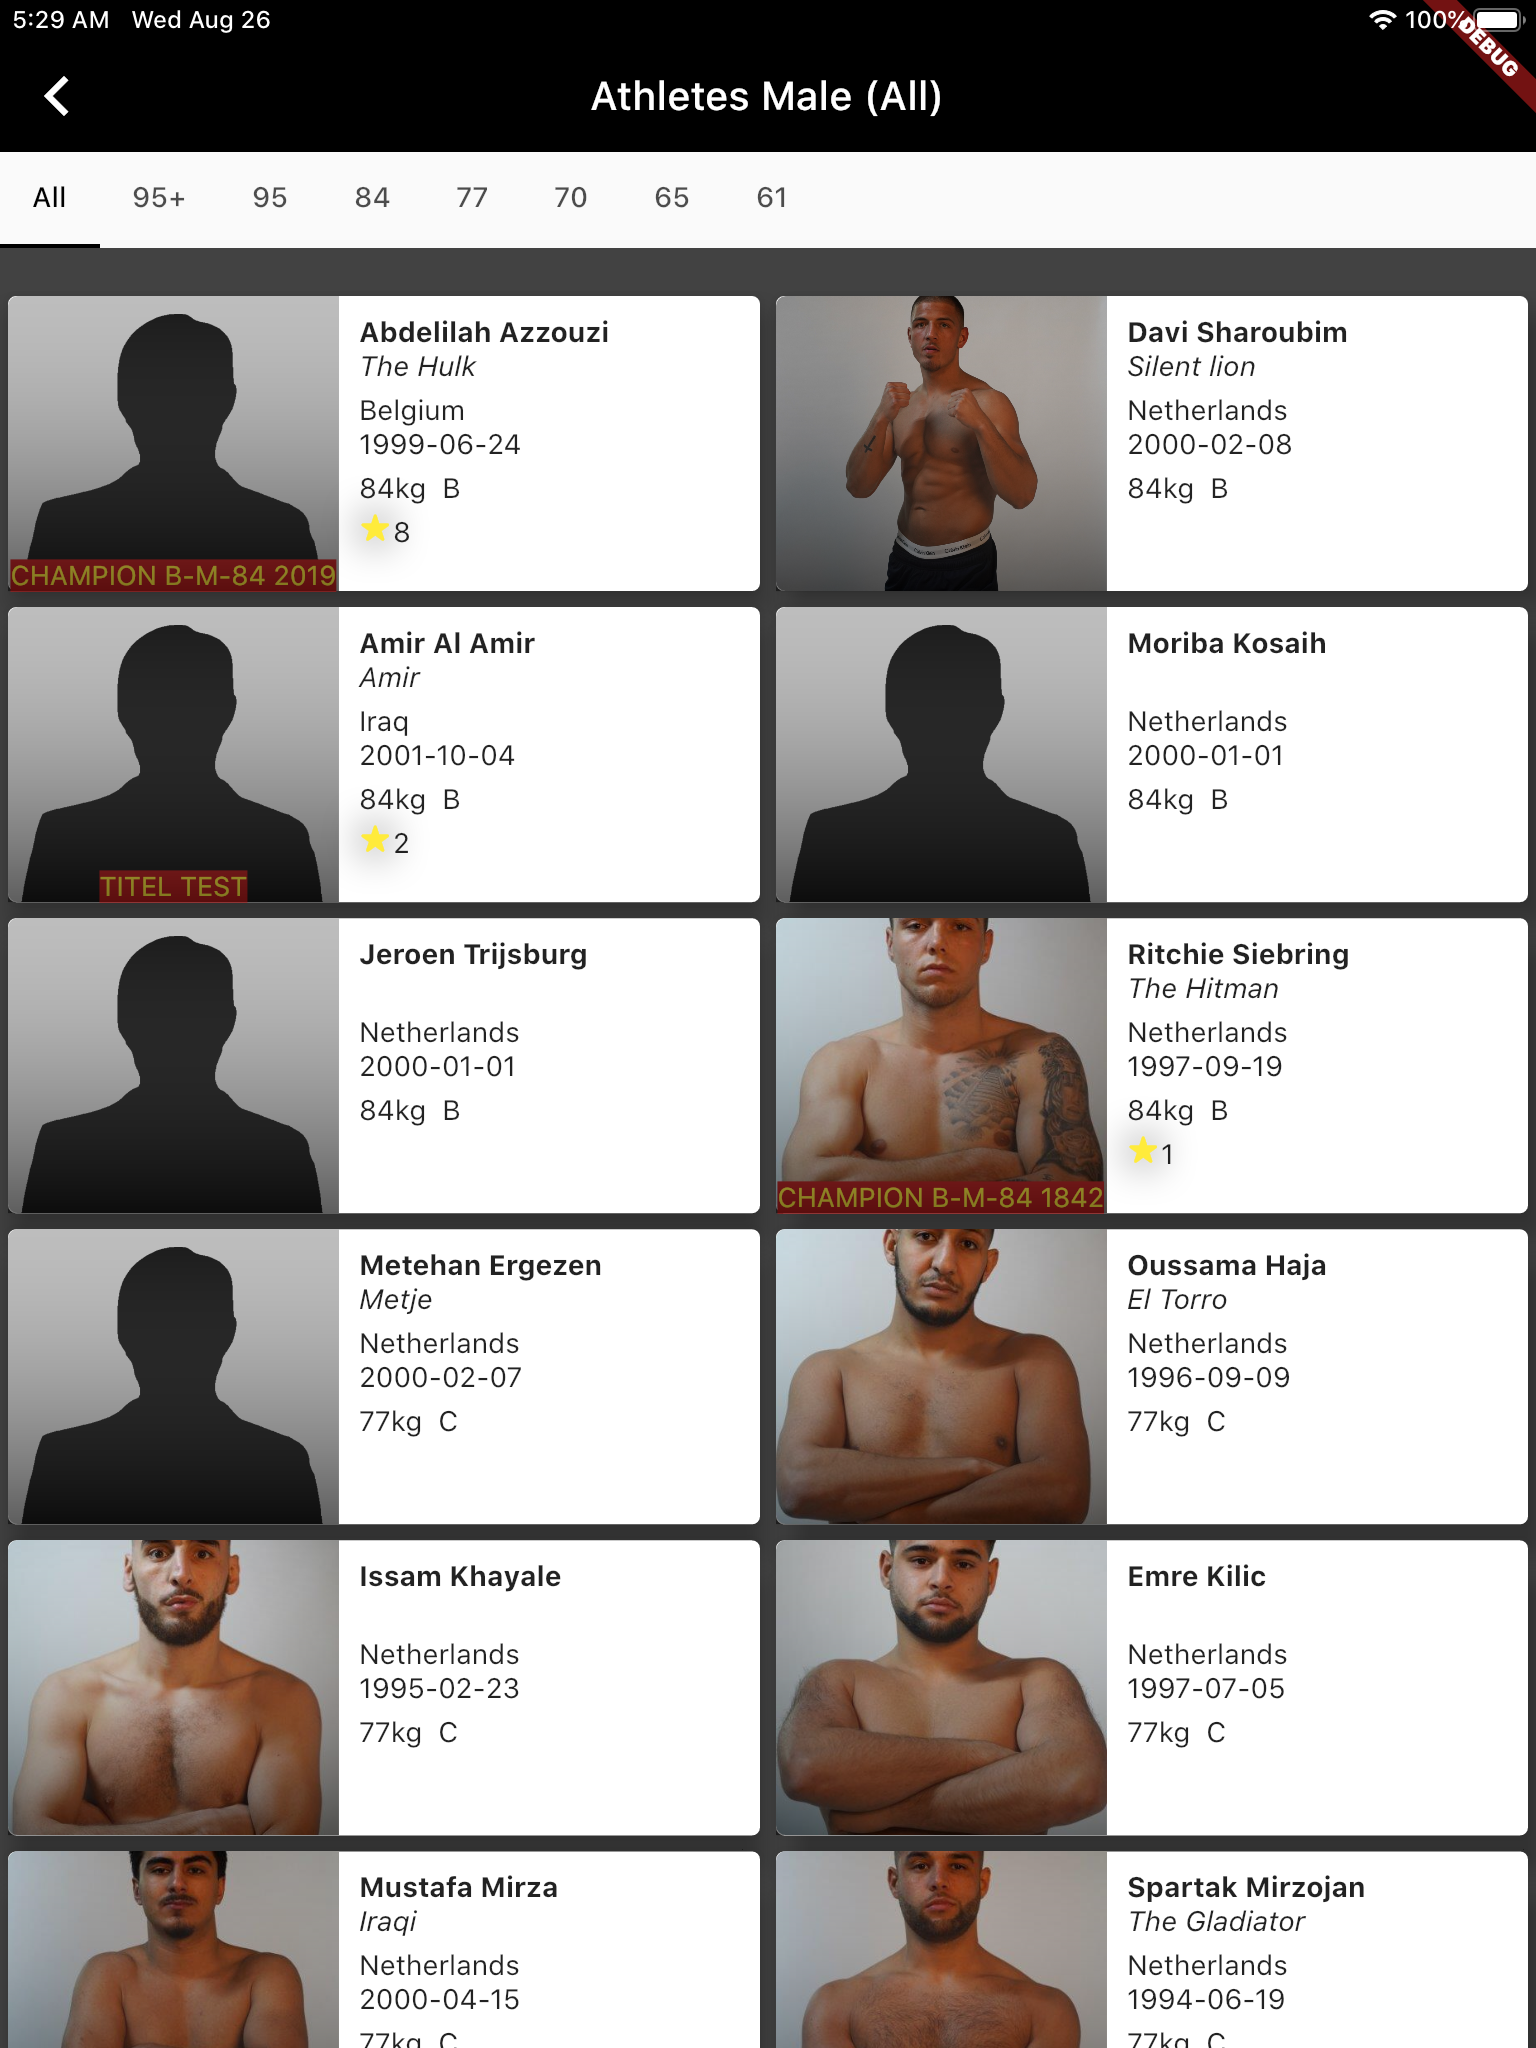 5:29 AM Wed Aug 26 100%
DEBUG
Athletes Male (All)
All 95+ 95 84 77 70 65 61
Abdelilah Azzouzi
The Hulk
Belgium
1999-06-24
84kg B
8
CHAMPION B-M-84 2019
Davi Sharoubim
Silent lion
Netherlands
2000-02-08
84kg B
Amir Al Amir
Amir
Iraq
2001-10-04
84kg B
2
TITEL TEST
Moriba Kosaih
Netherlands
2000-01-01
84kg B
Jeroen Trijsburg
Netherlands
2000-01-01
84kg B
Ritchie Siebring
The Hitman
Netherlands
1997-09-19
84kg B
1
CHAMPION B-M-84 1842
Metehan Ergezen
Metje
Netherlands
2000-02-07
77kg C
Oussama Haja
El Torro
Netherlands
1996-09-09
77kg C
Issam Khayale
Netherlands
1995-02-23
77kg C
Emre Kilic
Netherlands
1997-07-05
77kg C
Mustafa Mirza
Iraqi
Netherlands
2000-04-15
77kg C
Spartak Mirzojan
The Gladiator
Netherlands
1994-06-19
77kg C